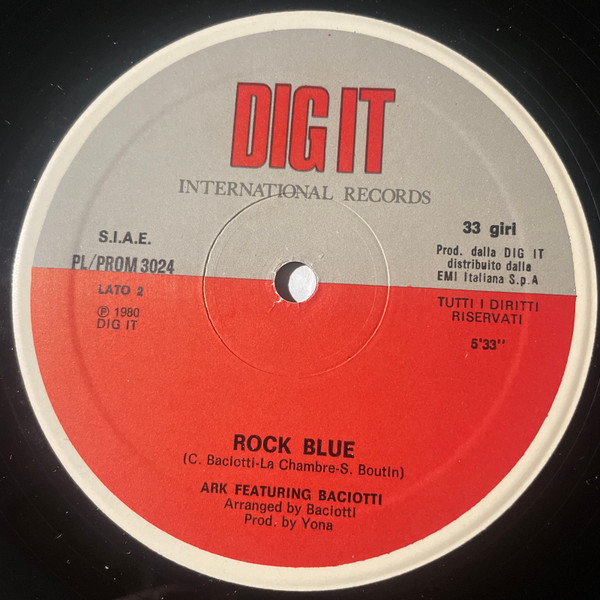 DIG IT
INTERNATIONAL RECORDS
S.I.A.E.
PL/PROM 3024
LATO 2
℗ 1980
DIG IT
33 giri
Prod. dalla DIG IT
distribuito dalla
EMI Italiana S.p.A
TUTTI I DIRITTI
RISERVATI
5'33''
ROCK BLUE
(C. Baciotti-La Chambre-S. Boutin)
ARK FEATURING BACIOTTI
Arranged by Baciotti
Prod. by Yona